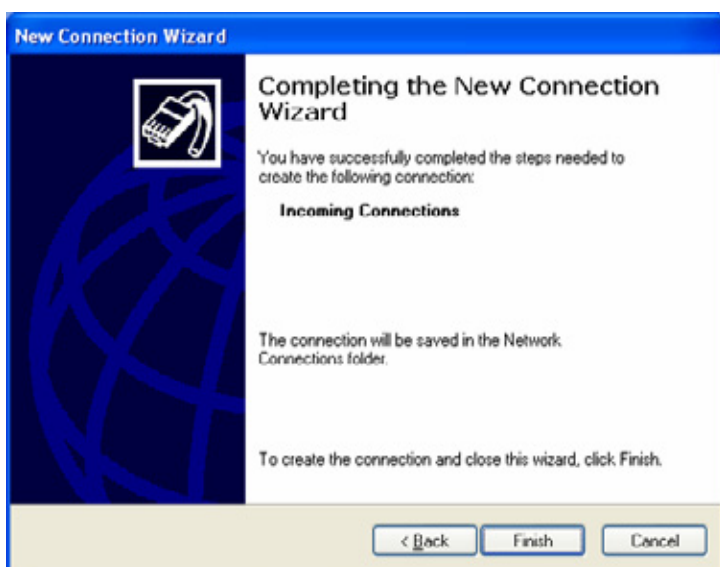 New Connection Wizard
Completing the New Connection
Wizard
You have successfully completed the steps needed to
create the following connection:
Incoming Connections
The connection will be saved in the Network
Connections folder.
To create the connection and close this wizard, click Finish.
< Back
Finish
Cancel